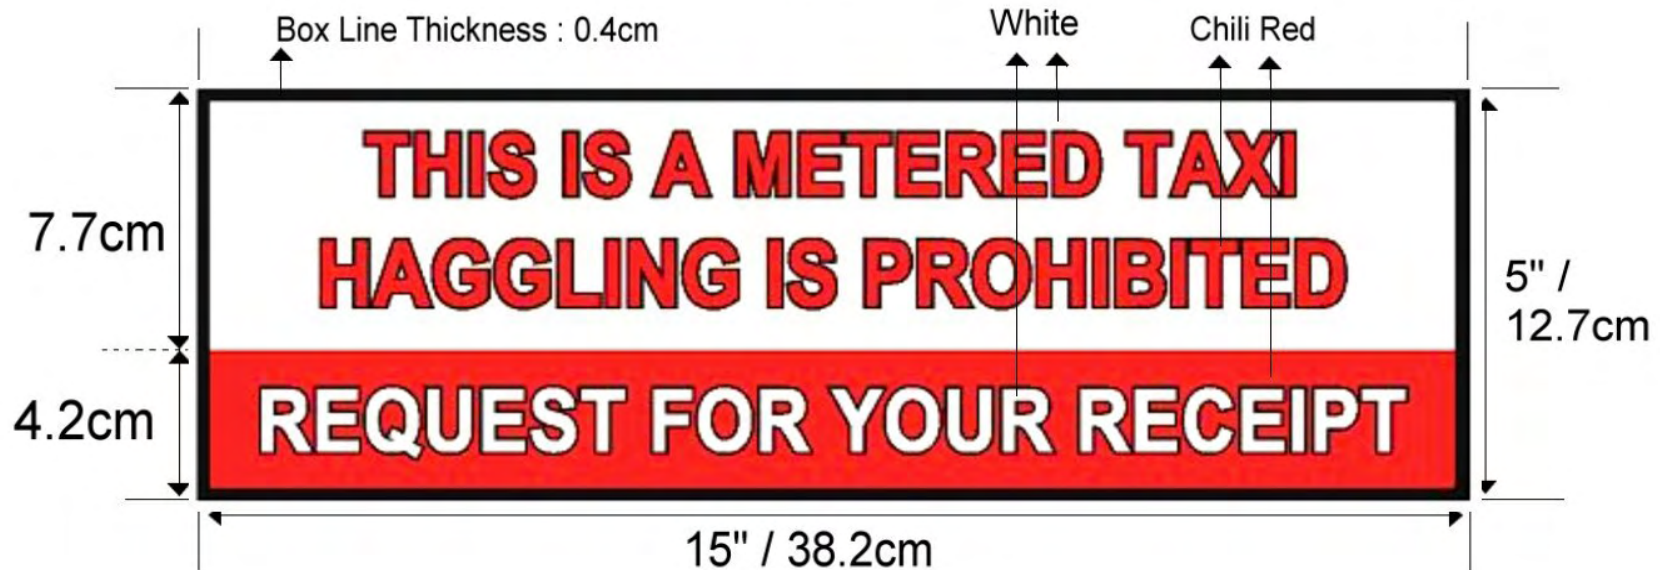 Box Line Thickness : 0.4cm
White
Chili Red
THIS IS A METERED TAXI
HAGGLING IS PROHIBITED
7.7cm
5" /
12.7cm
REQUEST FOR YOUR RECEIPT
4.2cm
15" / 38.2cm